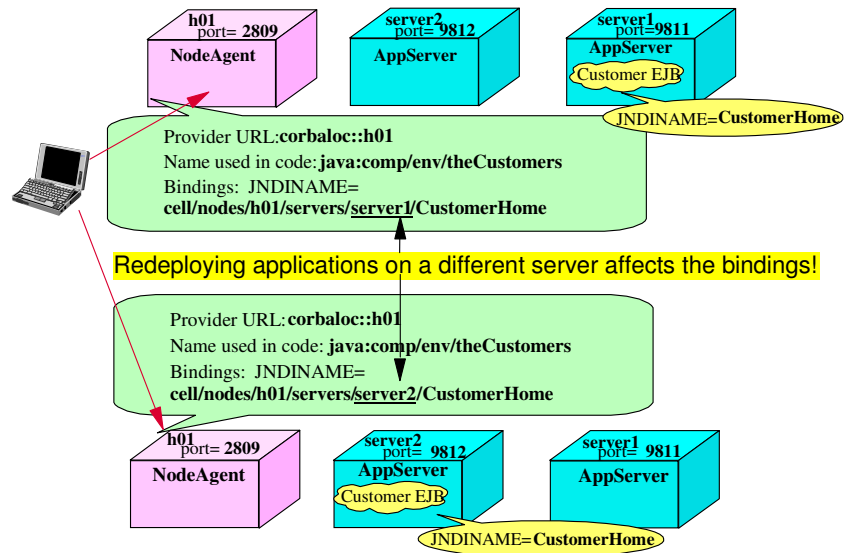 h01
port= 2809
NodeAgent
server2
port= 9812
AppServer
server1
port=9811
AppServer
Customer EJB
JNDINAME=CustomerHome
Provider URL:corbaloc::h01
Name used in code: java:comp/env/theCustomers
Bindings: JNDINAME=
cell/nodes/h01/servers/server1/CustomerHome
Redeploying applications on a different server affects the bindings!
Provider URL: corbaloc::h01
Name used in code: java:comp/env/theCustomers
Bindings: JNDINAME=
cell/nodes/h01/servers/server2/CustomerHome
h01
port= 2809
NodeAgent
server2
port= 9812
AppServer
Customer EJB
JNDINAME=CustomerHome
server1
port= 9811
AppServer